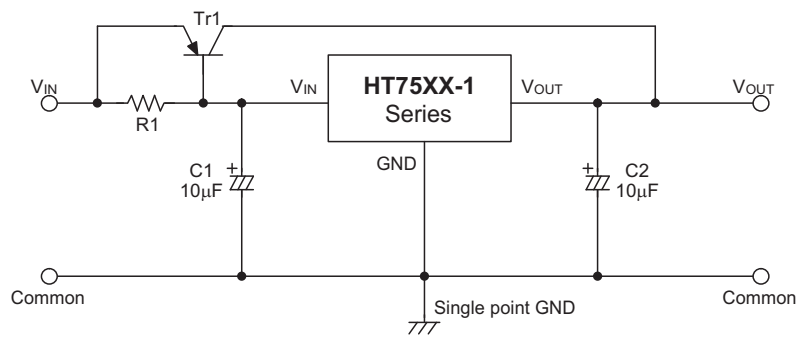 Tr1
VIN
R1
VIN
HT75XX-1
Series
VOUT
VOUT
GND
C1
10μF
C2
10μF
+
+
Common
Single point GND
Common